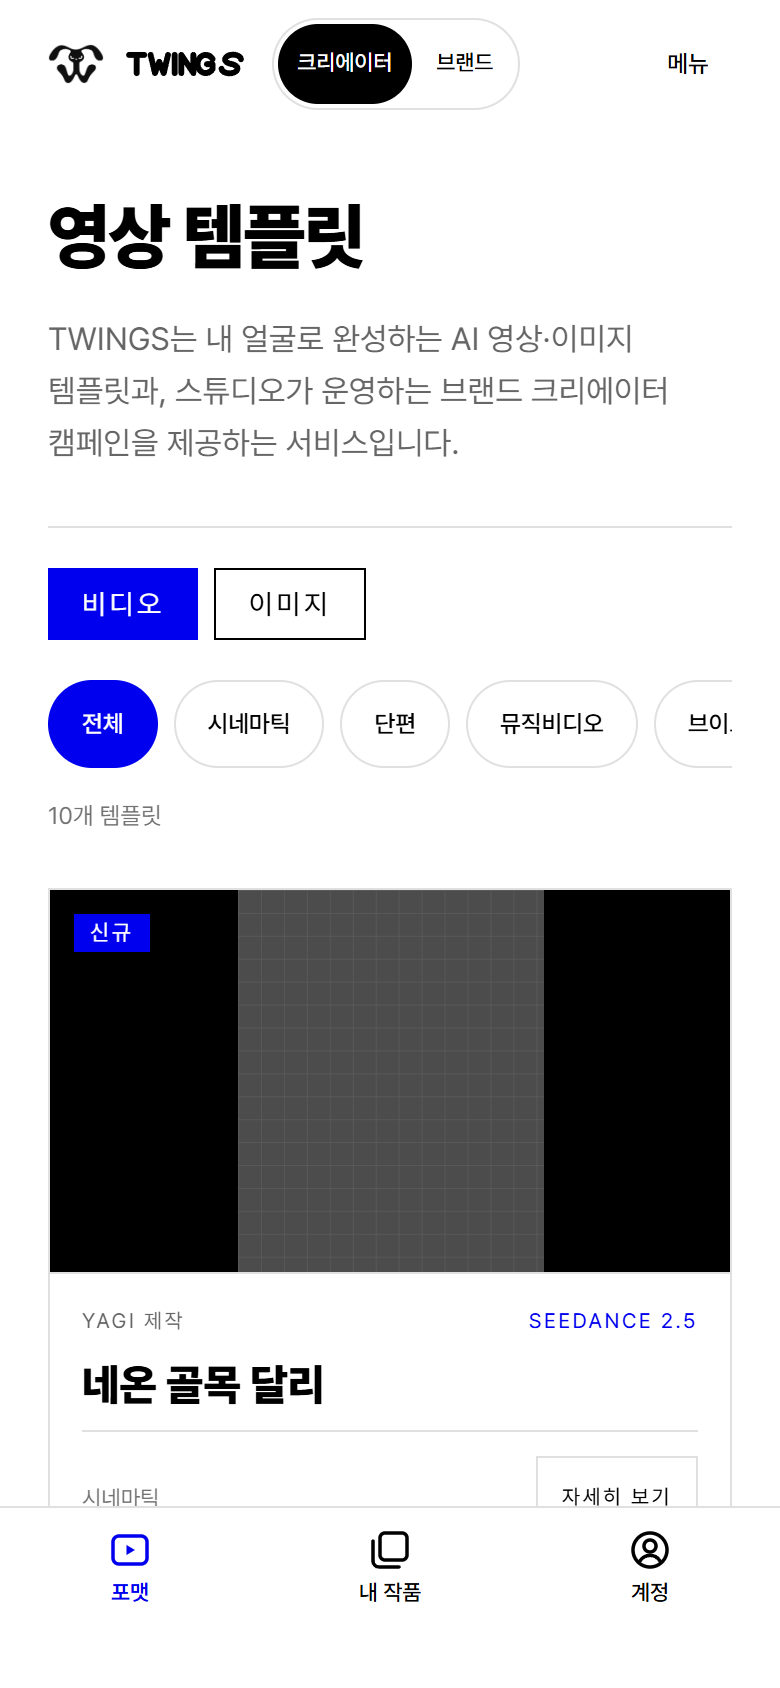 TWINGS 크리에이터 브랜드 메뉴
영상 템플릿
TWINGS는 내 얼굴로 완성하는 AI 영상·이미지
템플릿과, 스튜디오가 운영하는 브랜드 크리에이터
캠페인을 제공하는 서비스입니다.
비디오 이미지
전체 시네마틱 단편 뮤직비디오
10개 템플릿
신규
YAGI 제작 SEEDANCE 2.5
네온 골목 달리
시네마틱 자세히 보기
포맷 내 작품 계정